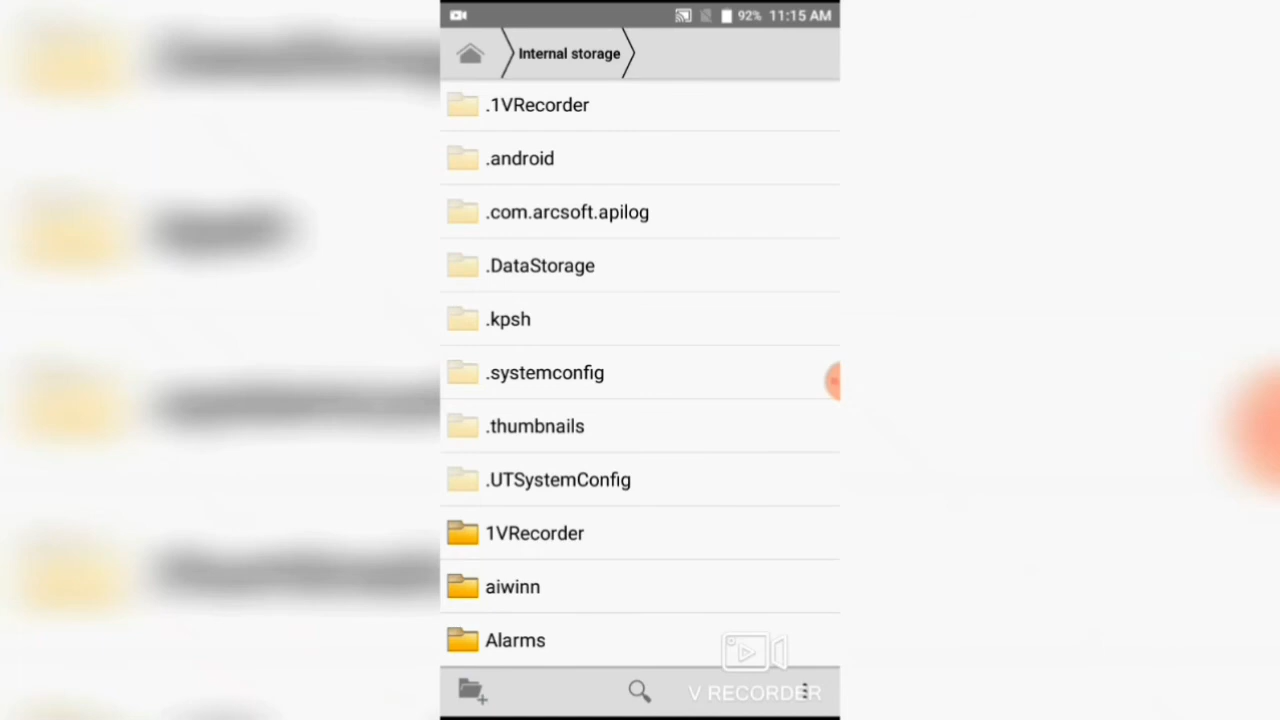 92% 11:15 AM
Internal storage
.1VRecorder
.android
.com.arcsoft.apilog
.DataStorage
.kpsh
.systemconfig
.thumbnails
.UTSystemConfig
1VRecorder
aiwinn
Alarms
V RECORDER